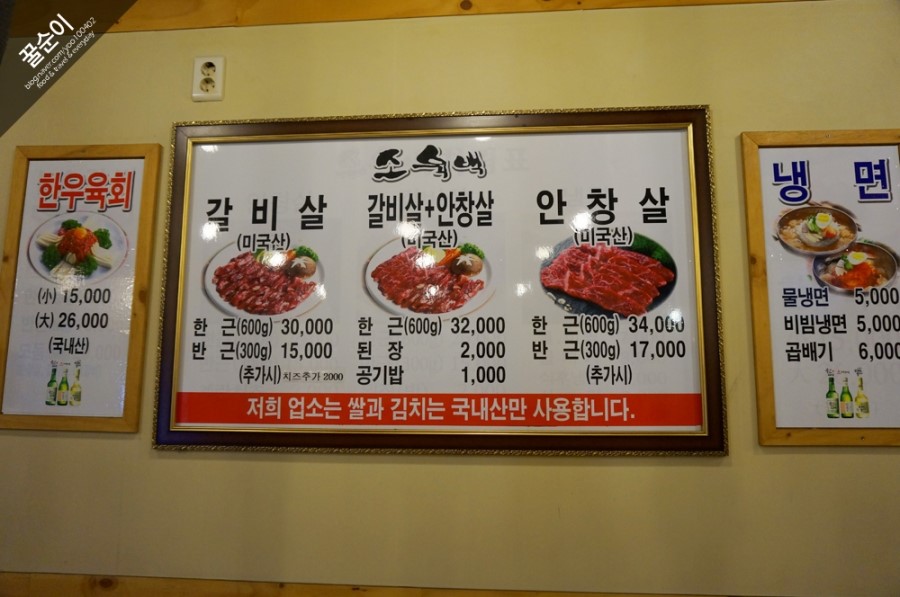 꿀순이
blog.naver.com/yoo100402
food & travel & everyday
한우육회
(小) 15,000
(大) 26,000
(국내산)
조숙백
갈비살
(미국산)
한 근(600g) 30,000
반 근(300g) 15,000
(추가시) 치즈추가 2000
갈비살+안창살
(미국산)
한 근(600g) 32,000
된 장 2,000
공기밥 1,000
안창살
(미국산)
한 근(600g) 34,000
반 근(300g) 17,000
(추가시)
저희 업소는 쌀과 김치는 국내산만 사용합니다.
냉 면
물냉면 5,000
비빔냉면 5,000
곱배기 6,000